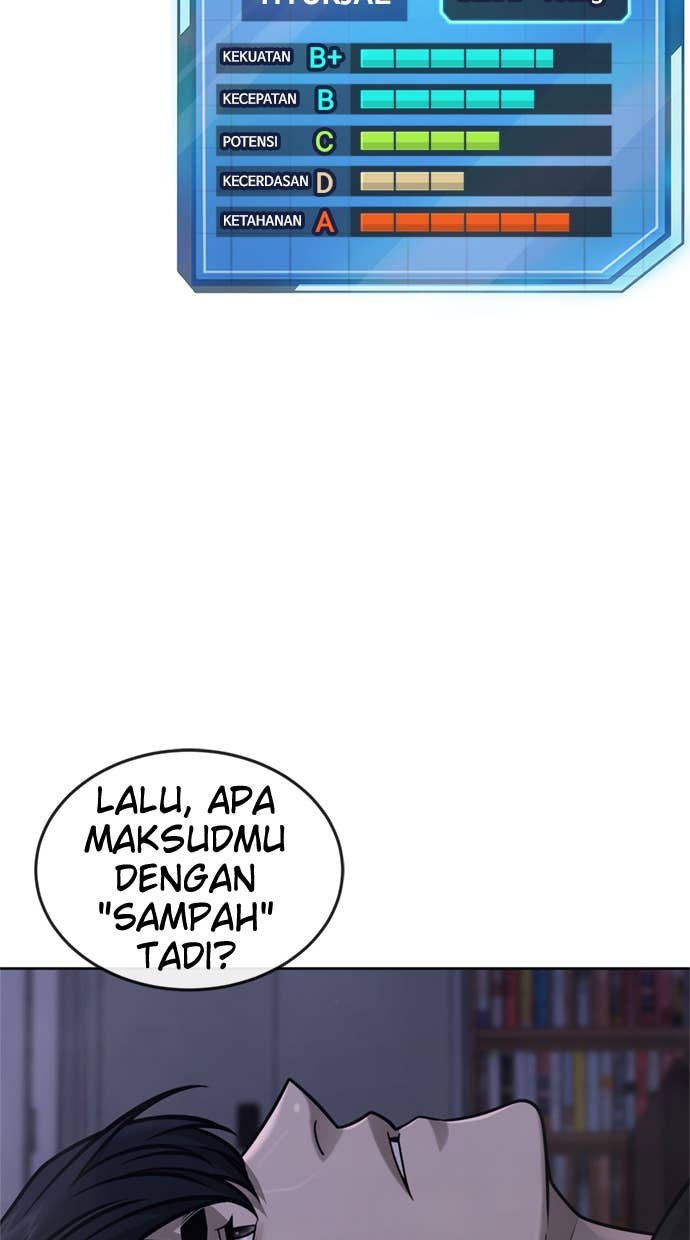 KEKUATAN B+
KECEPATAN B
POTENSI C
KECERDASAN D
KETAHANAN A
LALU, APA
MAKSUDMU
DENGAN
"SAMPAH"
TADI?